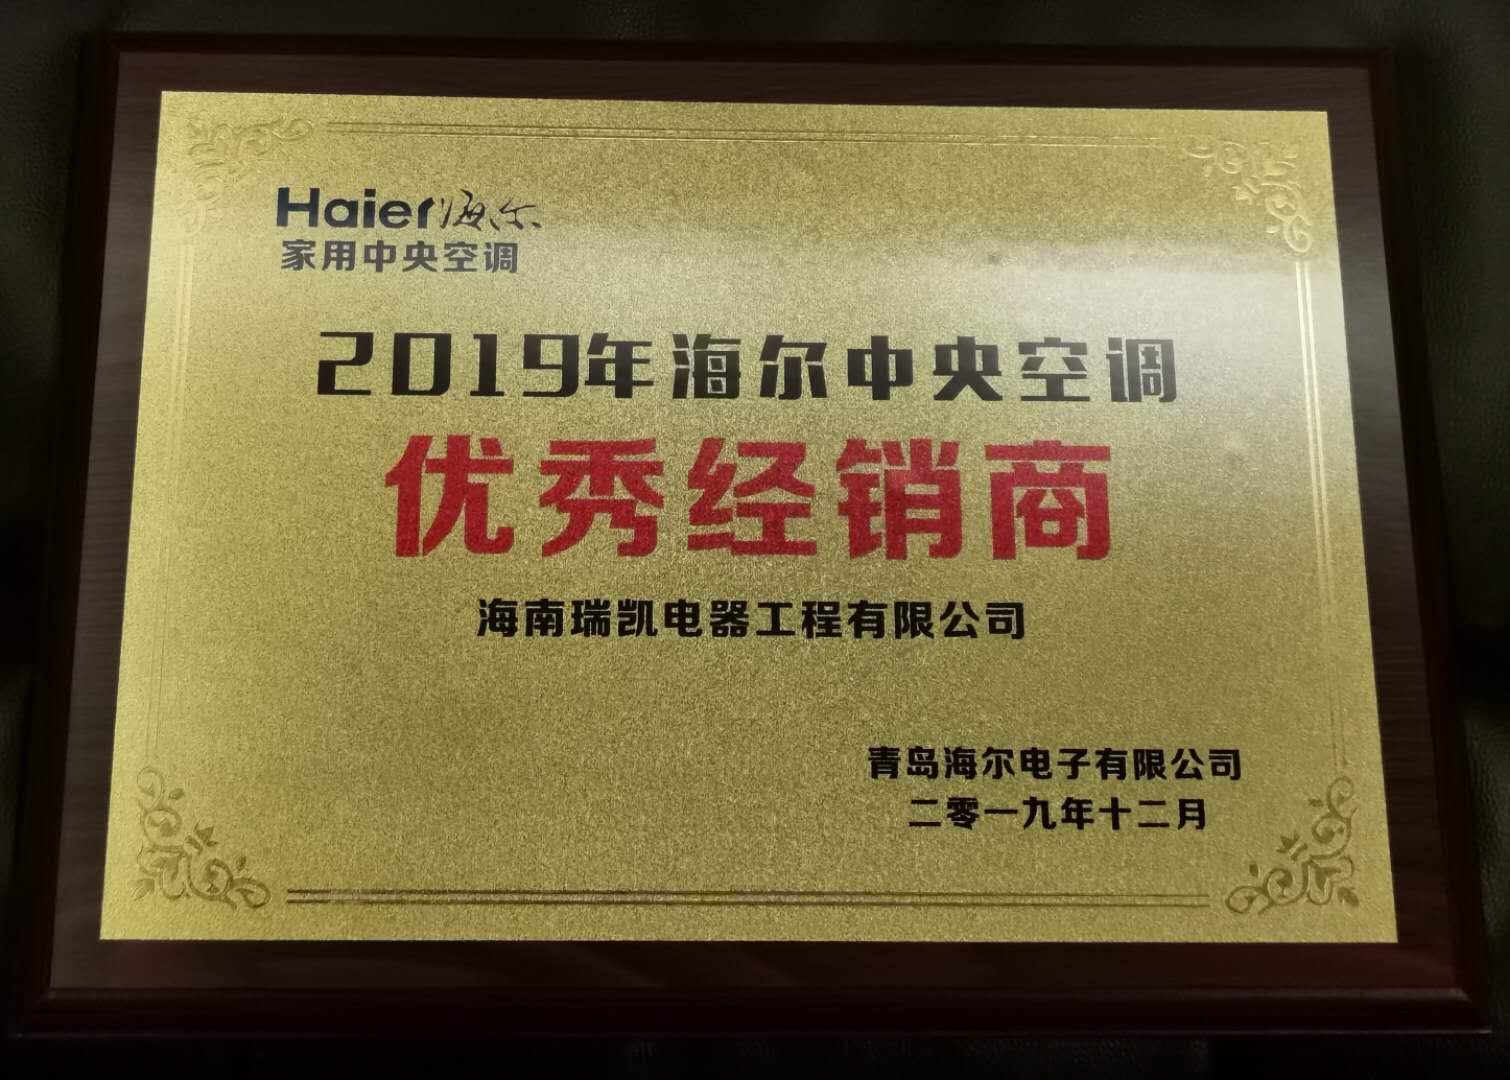 Haier海尔
家用中央空调
2019年海尔中央空调
优秀经销商
海南瑞凯电器工程有限公司
青岛海尔电子有限公司
二零一九年十二月